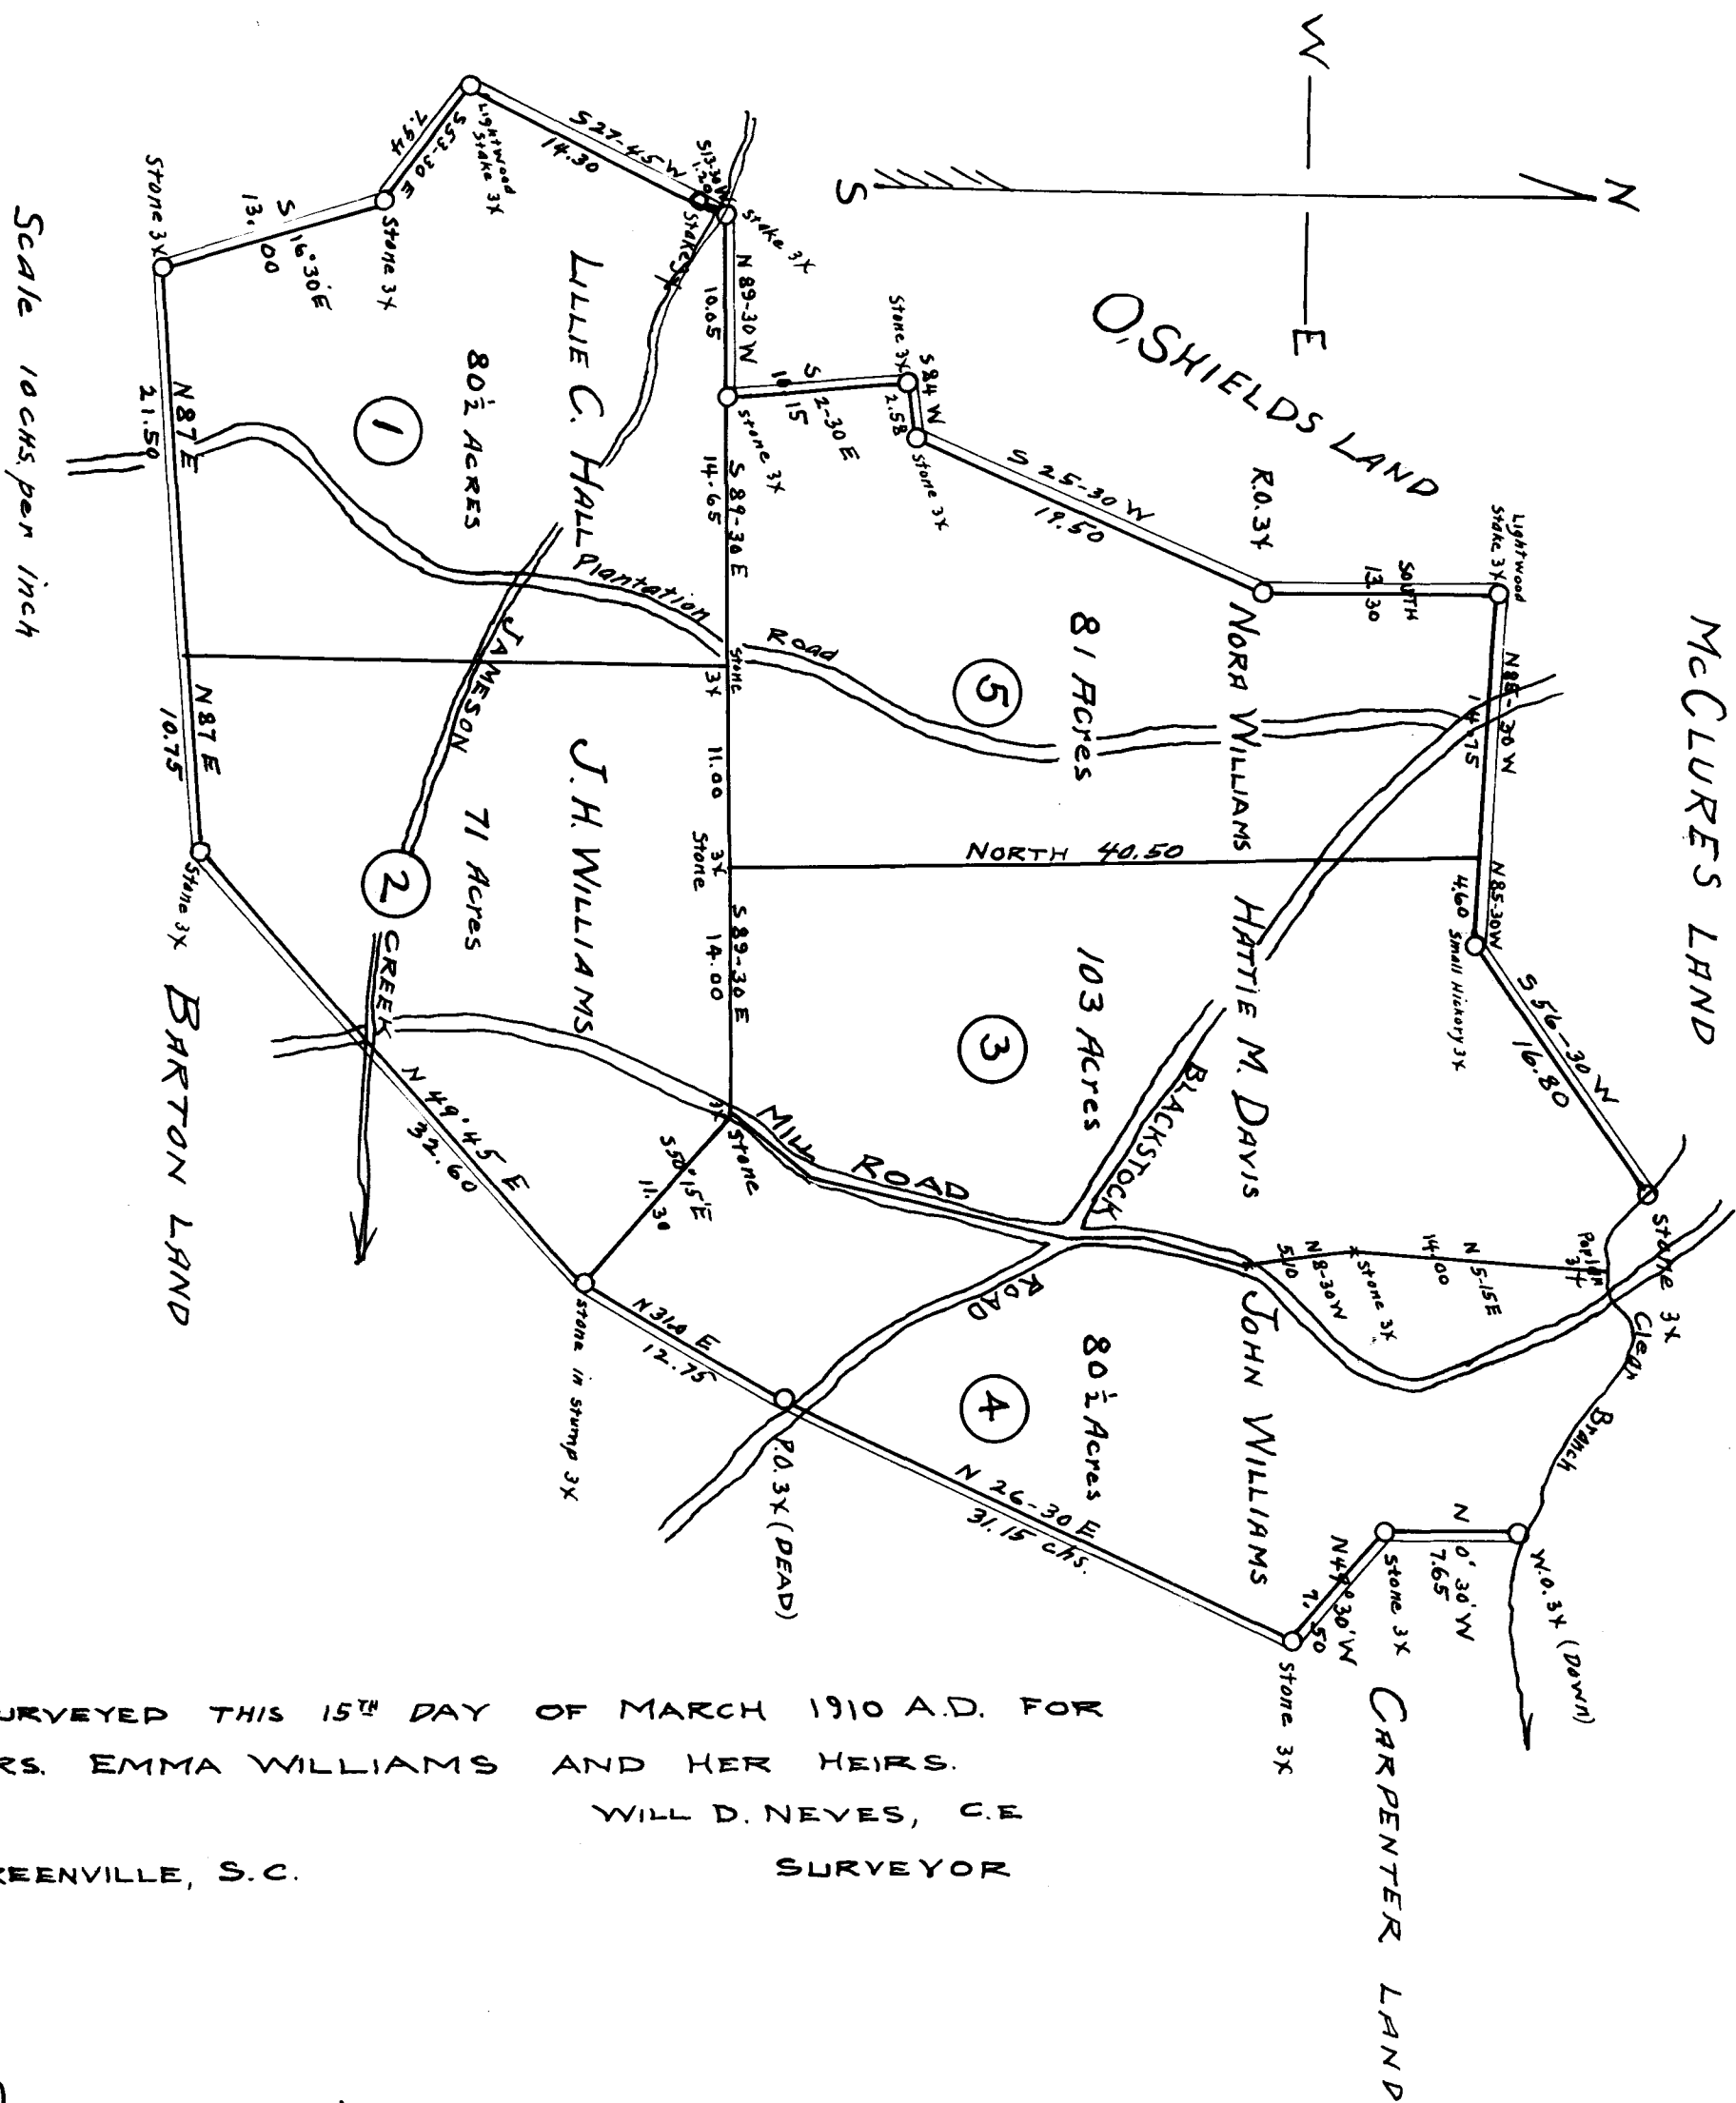 McCLURES LAND
N
S
W
E
O, SHIELDS LAND
Lightwood
Stake 3X
N 85-30 W
14.75
N 85-30 W
4.60
Small Hickory 3X
S 56-30 W
16.80
Stone 3X
Poplar
3X
Clear Branch
W.O. 3X (DOWN)
N 0° 30' W
7.65
Stone 3X
N 49° 30' W
7.50
Stone 3X
CARPENTER LAND
N 26-30 E
31.15 chs.
P.O. 3X (DEAD)
12.75
Stone in stump 3X
N 49° 45 E
32.60
BARTON LAND
Stone 3X
N 87 E
10.75
N 87 E
21.50
Stone 3X
S 16° 30' E
13.00
Stone 3X
S 53-30 E
7.54
Lightwood
Stake 3X
S 27-45 W
14.30
S 13-30 W
1.20
Stake 3X
Stake 3X
N 89-30 W
10.05
Stone 3X
S 2-30 E
10.15
Stone 3X
S 84 W
2.58
Stone 3X
S 25-30 W
19.50
R.O. 3X
SOUTH
13.30
NORA WILLIAMS
81 Acres
5
NORTH 40.50
HATTIE M. DAVIS
103 Acres
3
JOHN WILLIAMS
80½ Acres
4
N 5-15 E
14.00
Stone 3X
N 8-30 W
5.10
BLACKSTOCK
ROAD
MILL ROAD
Stone
3X
S 50° 15' E
11.30
S 89-30 E
14.00
3X
Stone
11.00
Stone
3X
S 89-30 E
14.65
Plantation Road
LILLIE C. HALL
80½ ACRES
1
J.H. WILLIAMS
71 Acres
2
JAMESON CREEK
Scale 10 CHS. per inch
URVEYED THIS 15TH DAY OF MARCH 1910 A.D. FOR
RS. EMMA WILLIAMS AND HER HEIRS.
WILL D. NEVES, C.E
REENVILLE, S.C. SURVEYOR